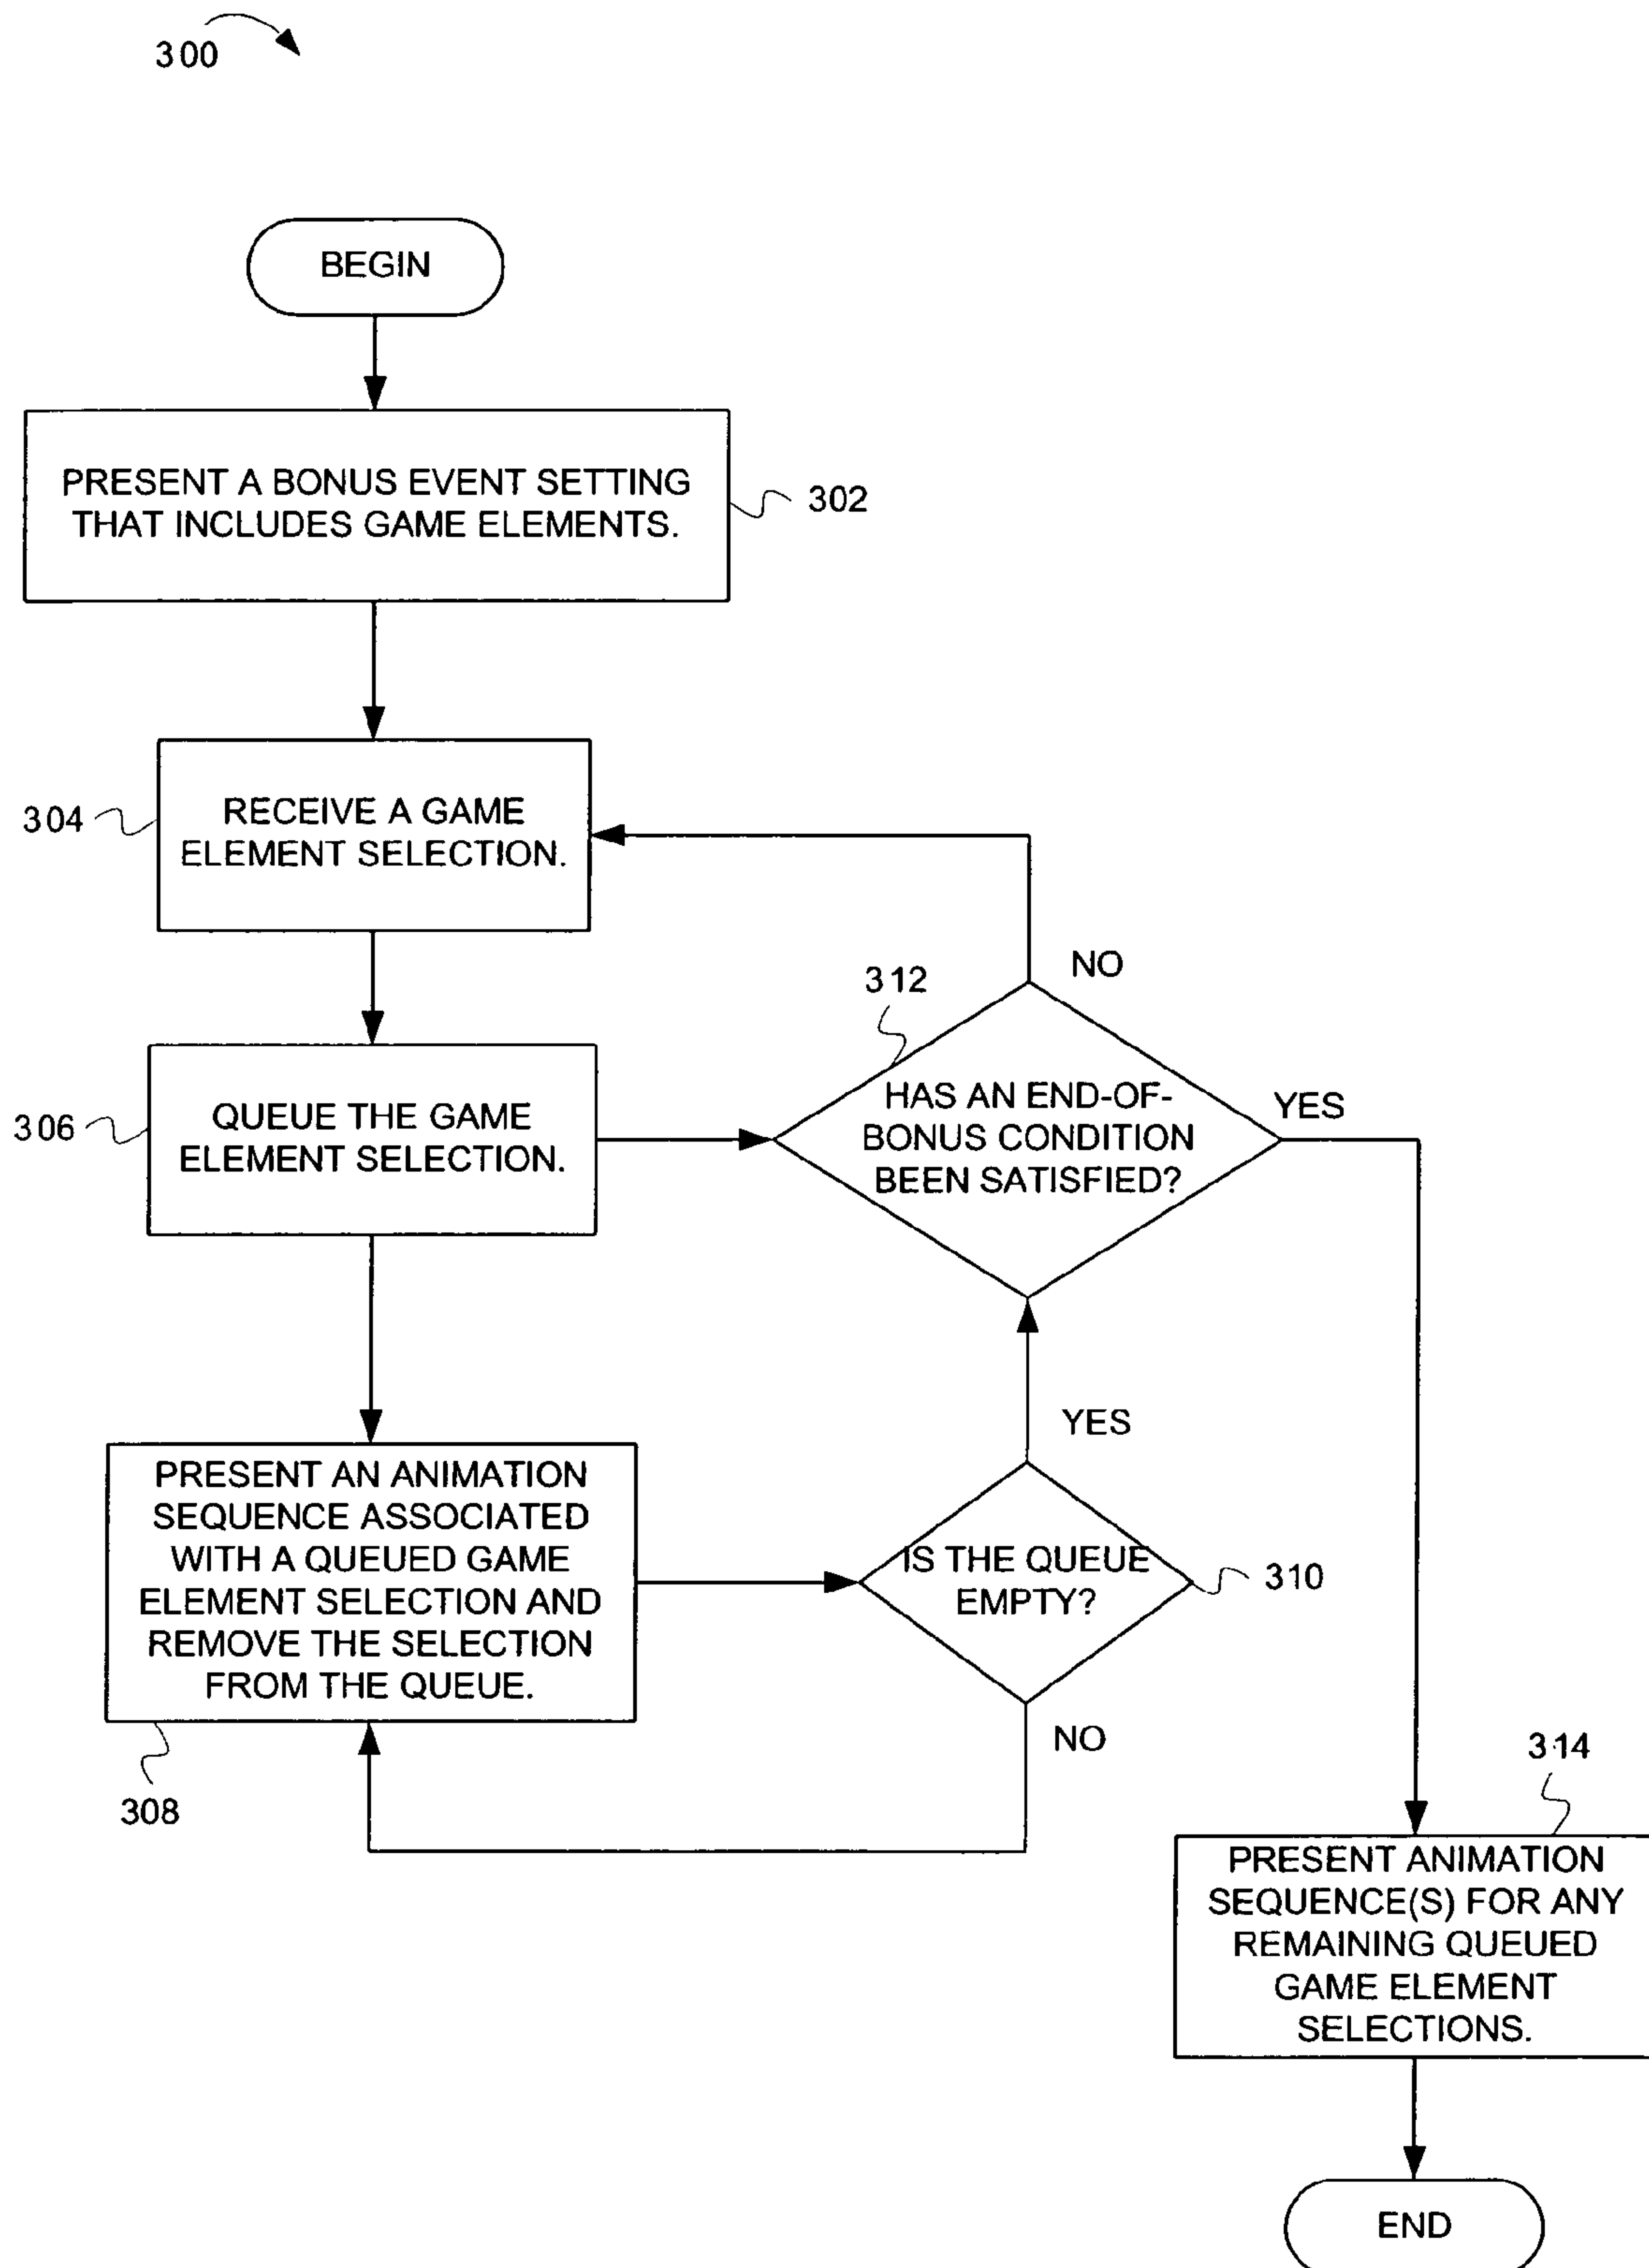 300
BEGIN
PRESENT A BONUS EVENT SETTING
THAT INCLUDES GAME ELEMENTS.
302
304
RECEIVE A GAME
ELEMENT SELECTION.
NO
312
306
QUEUE THE GAME
ELEMENT SELECTION.
HAS AN END-OF-
BONUS CONDITION
BEEN SATISFIED?
YES
YES
PRESENT AN ANIMATION
SEQUENCE ASSOCIATED
WITH A QUEUED GAME
ELEMENT SELECTION AND
REMOVE THE SELECTION
FROM THE QUEUE.
308
IS THE QUEUE
EMPTY?
310
NO
314
PRESENT ANIMATION
SEQUENCE(S) FOR ANY
REMAINING QUEUED
GAME ELEMENT
SELECTIONS.
END